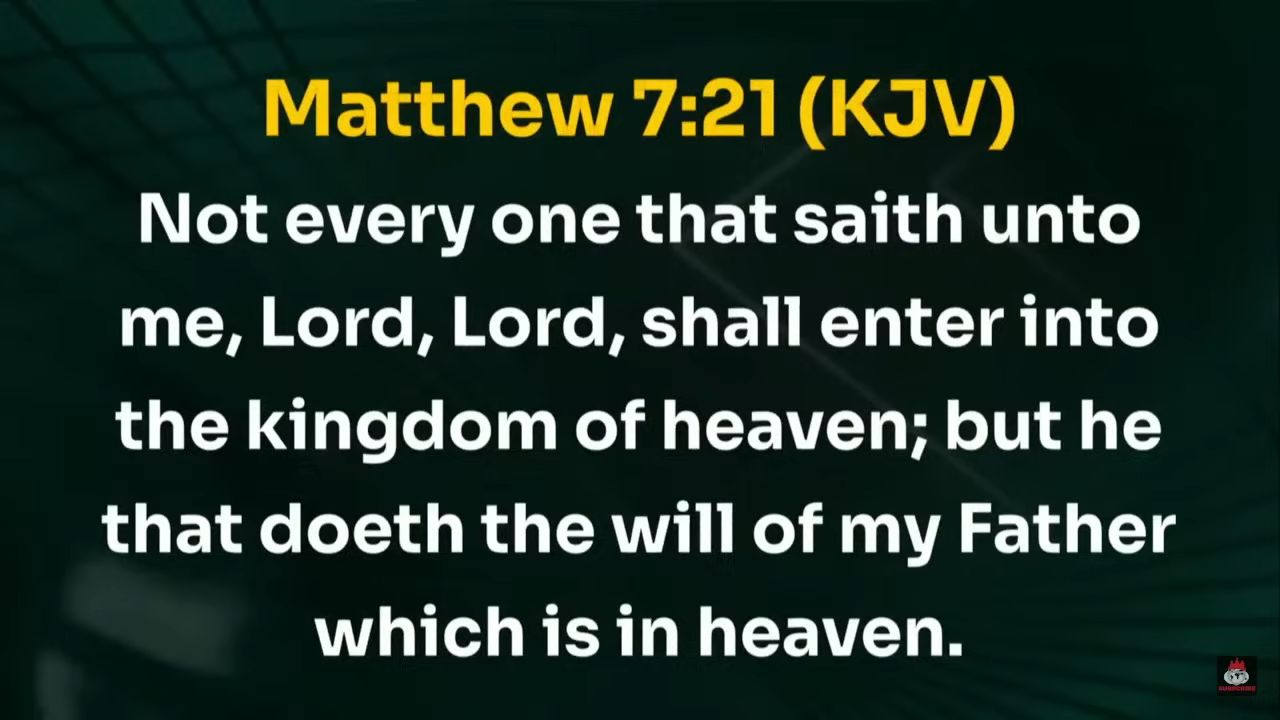 Matthew 7:21 (KJV)
Not every one that saith unto
me, Lord, Lord, shall enter into
the kingdom of heaven; but he
that doeth the will of my Father
which is in heaven.
SUBSCRIBE